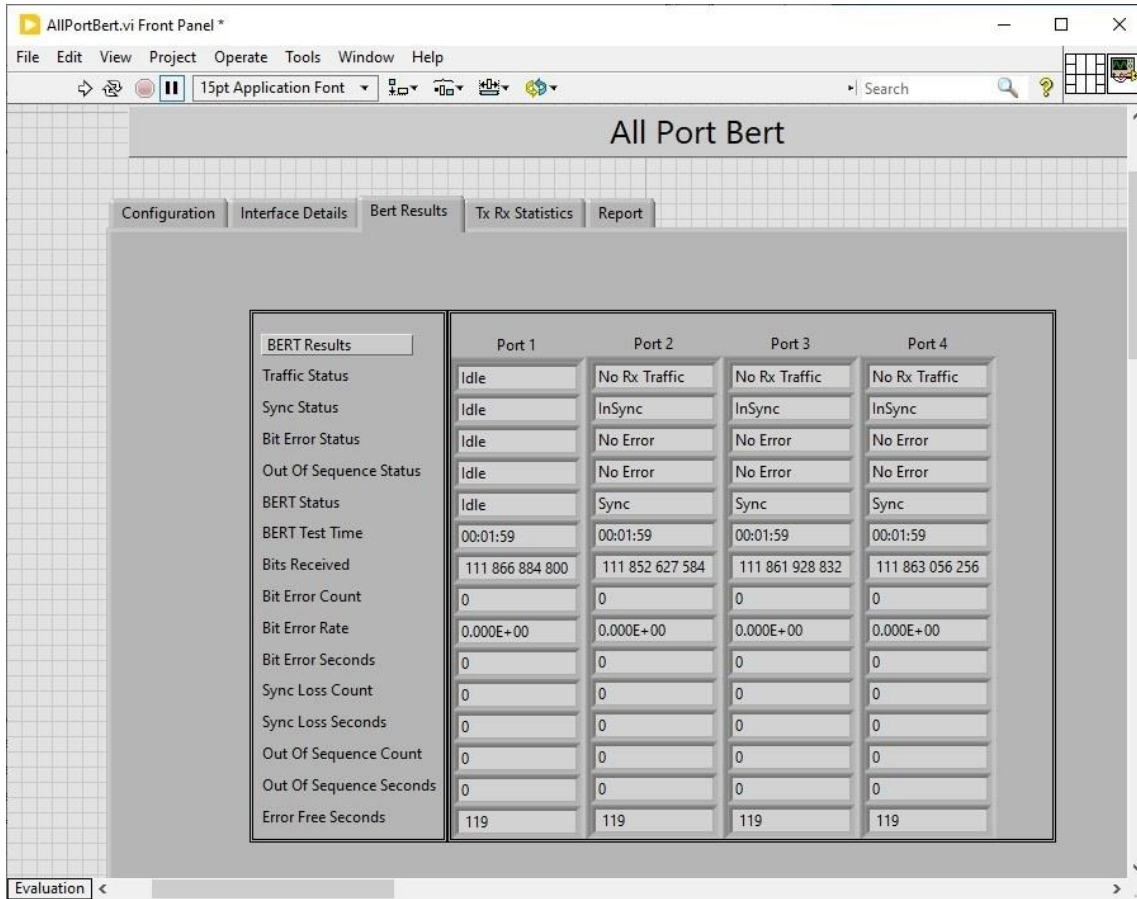 AllPortBert.vi Front Panel *
File Edit View Project Operate Tools Window Help
15pt Application Font Search
All Port Bert
Configuration Interface Details Bert Results Tx Rx Statistics Report
BERT Results Port 1 Port 2 Port 3 Port 4
Traffic Status Idle No Rx Traffic No Rx Traffic No Rx Traffic
Sync Status Idle InSync InSync InSync
Bit Error Status Idle No Error No Error No Error
Out Of Sequence Status Idle No Error No Error No Error
BERT Status Idle Sync Sync Sync
BERT Test Time 00:01:59 00:01:59 00:01:59 00:01:59
Bits Received 111 866 884 800 111 852 627 584 111 861 928 832 111 863 056 256
Bit Error Count 0 0 0 0
Bit Error Rate 0.000E+00 0.000E+00 0.000E+00 0.000E+00
Bit Error Seconds 0 0 0 0
Sync Loss Count 0 0 0 0
Sync Loss Seconds 0 0 0 0
Out Of Sequence Count 0 0 0 0
Out Of Sequence Seconds 0 0 0 0
Error Free Seconds 119 119 119 119
Evaluation